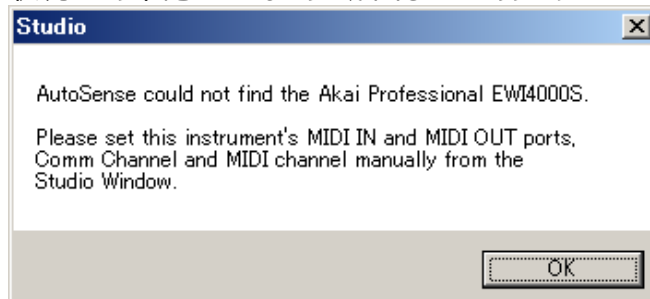 Studio
AutoSense could not find the Akai Professional EWI4000S.
Please set this instrument's MIDI IN and MIDI OUT ports,
Comm Channel and MIDI channel manually from the
Studio Window.
OK